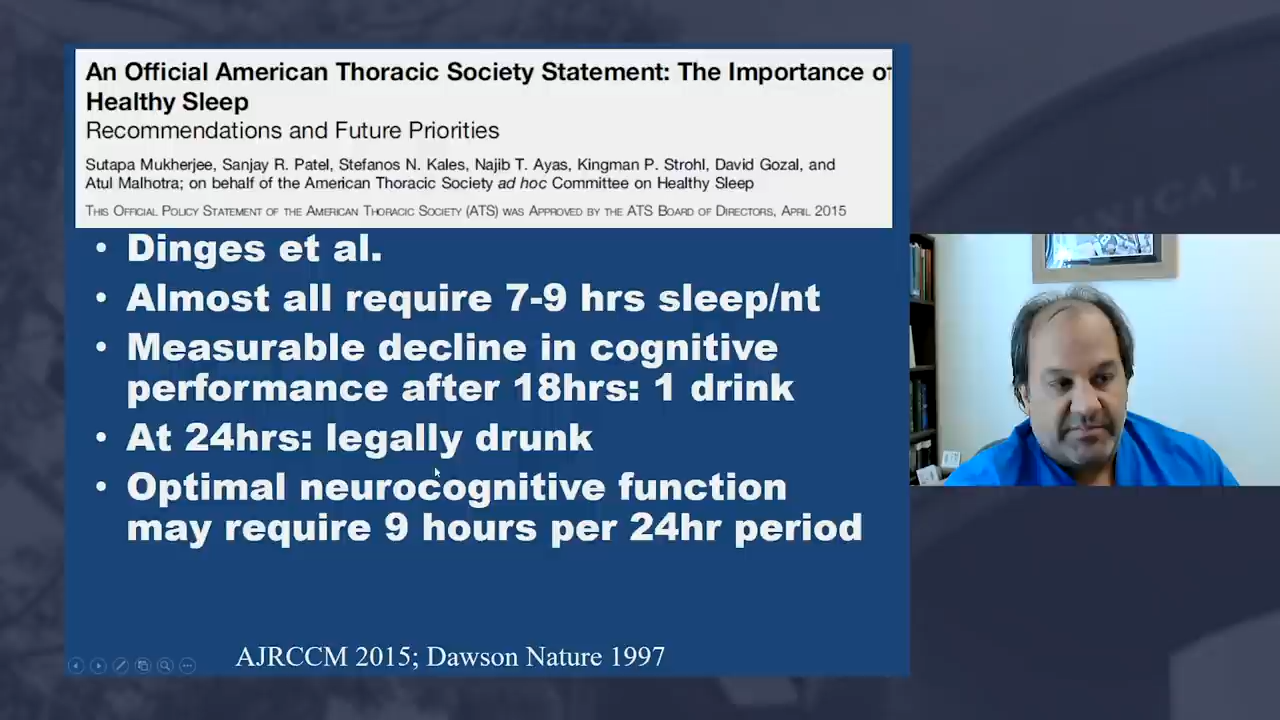 An Official American Thoracic Society Statement: The Importance of
Healthy Sleep
Recommendations and Future Priorities
Sutapa Mukherjee, Sanjay R. Patel, Stefanos N. Kales, Najib T. Ayas, Kingman P. Strohl, David Gozal, and
Atul Malhotra; on behalf of the American Thoracic Society ad hoc Committee on Healthy Sleep
THIS OFFICIAL POLICY STATEMENT OF THE AMERICAN THORACIC SOCIETY (ATS) WAS APPROVED BY THE ATS BOARD OF DIRECTORS, APRIL 2015
• Dinges et al.
• Almost all require 7-9 hrs sleep/nt
• Measurable decline in cognitive
performance after 18hrs: 1 drink
• At 24hrs: legally drunk
• Optimal neurocognitive function
may require 9 hours per 24hr period
AJRCCM 2015; Dawson Nature 1997